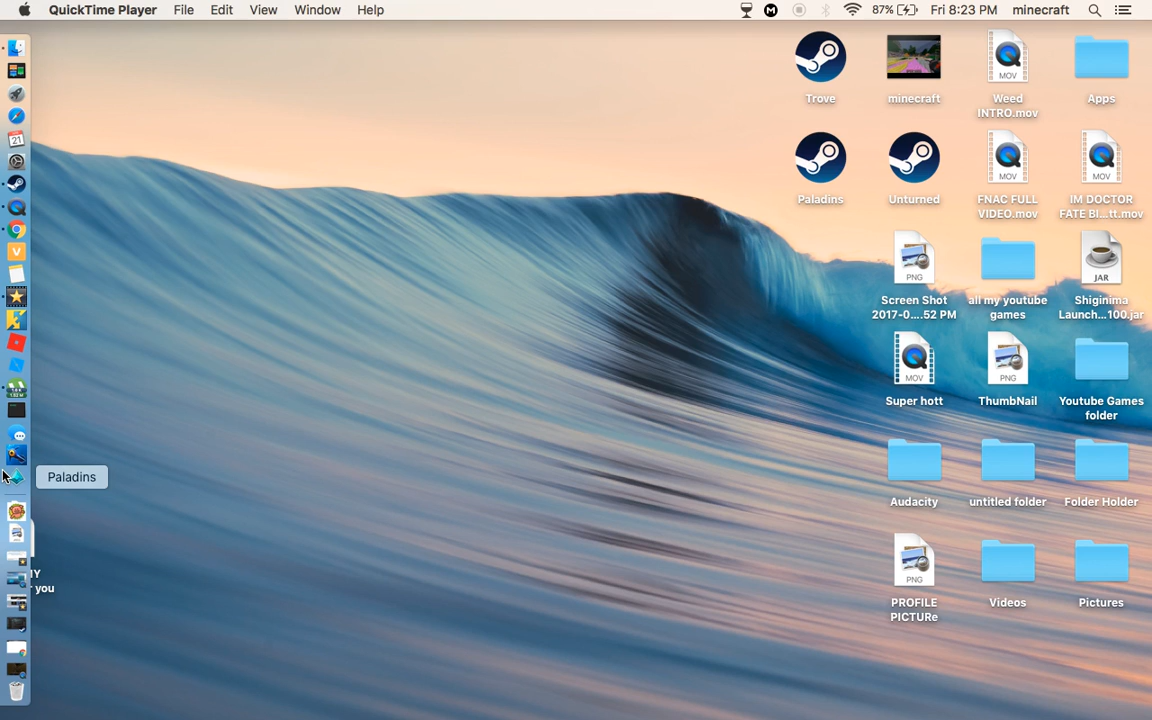 QuickTime Player File Edit View Window Help 87% Fri 8:23 PM minecraft
Trove
minecraft
Weed
INTRO.mov
Apps
Paladins
Unturned
FNAC FULL
VIDEO.mov
IM DOCTOR
FATE BI...tt.mov
Screen Shot
2017-0....52 PM
all my youtube
games
Shiginima
Launch...100.jar
Super hott
ThumbNail
Youtube Games
folder
Audacity
untitled folder
Folder Holder
PROFILE
PICTURe
Videos
Pictures
Paladins
MOV
MOV
MOV
PNG
JAR
MOV
PNG
PNG
21
you